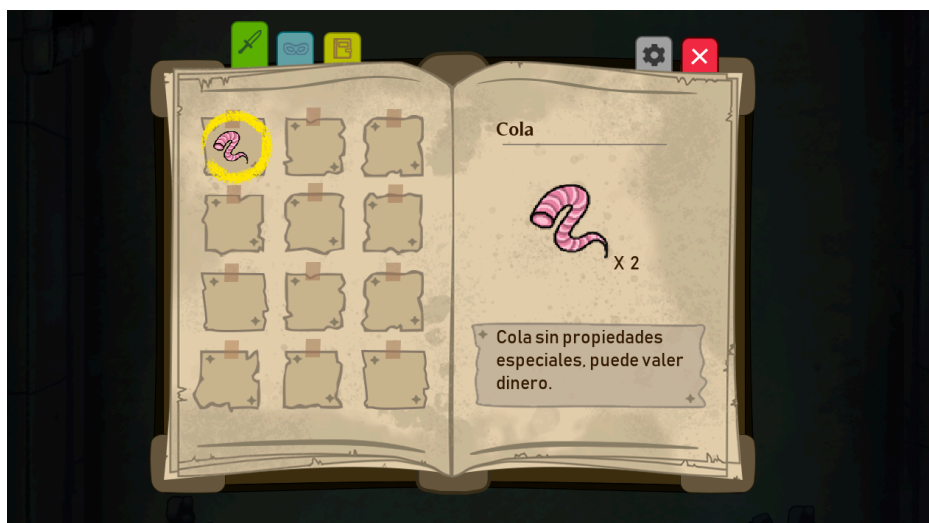 Cola
X 2
Cola sin propiedades
especiales, puede valer
dinero.